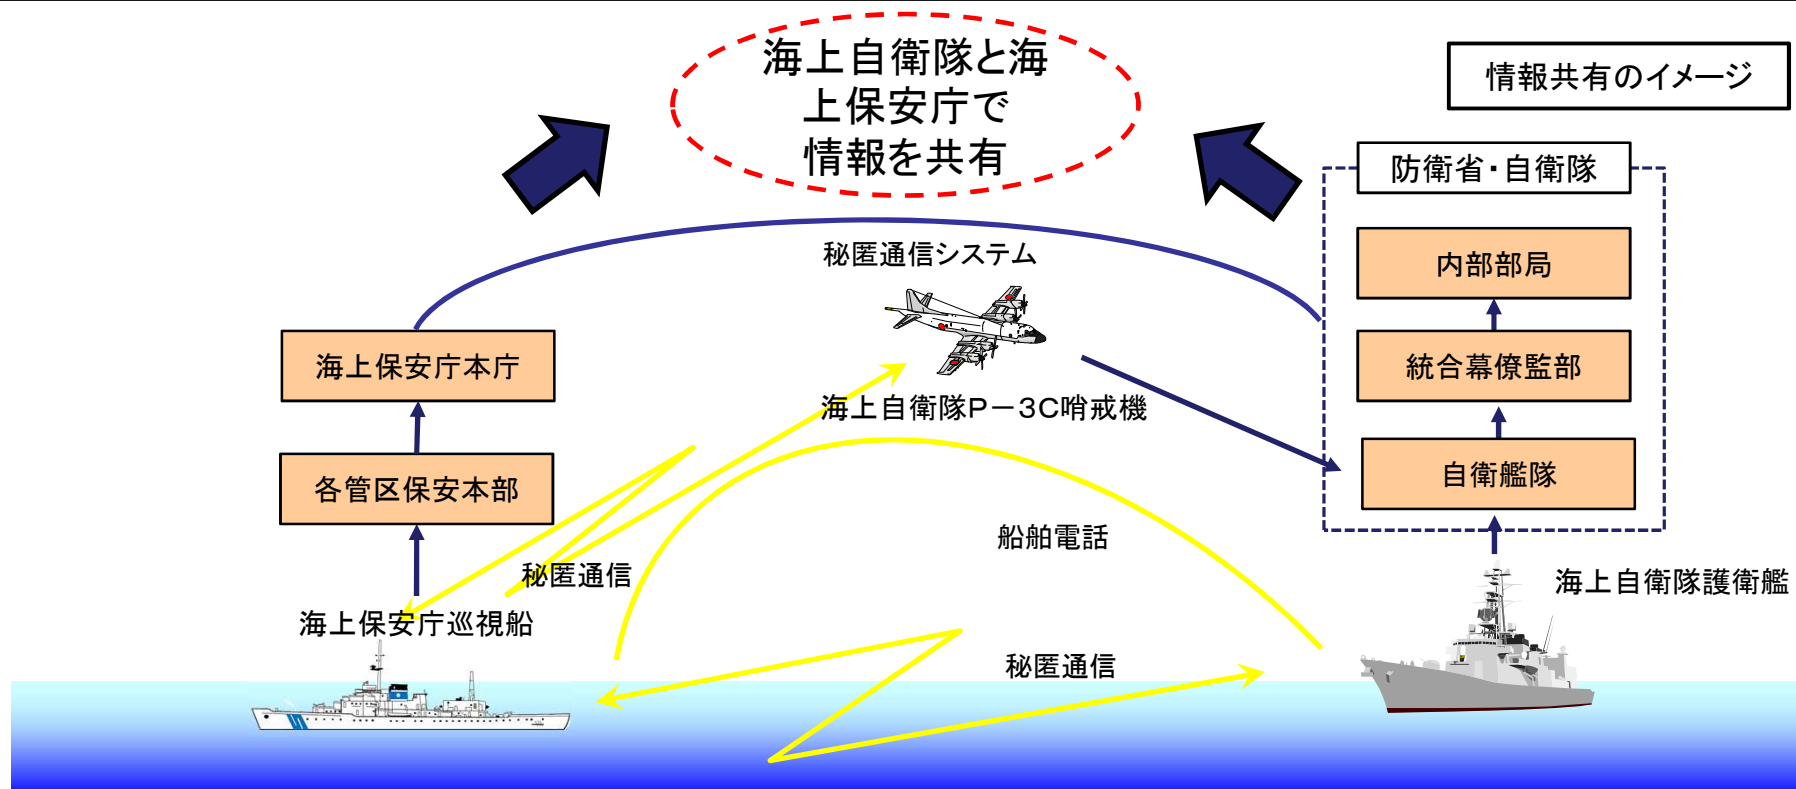 海上自衛隊と海
上保安庁で
情報を共有
情報共有のイメージ
防衛省・自衛隊
秘匿通信システム
内部部局
海上保安庁本庁
統合幕僚監部
海上自衛隊P－3C哨戒機
各管区保安本部
自衛艦隊
船舶電話
秘匿通信
海上自衛隊護衛艦
海上保安庁巡視船
秘匿通信